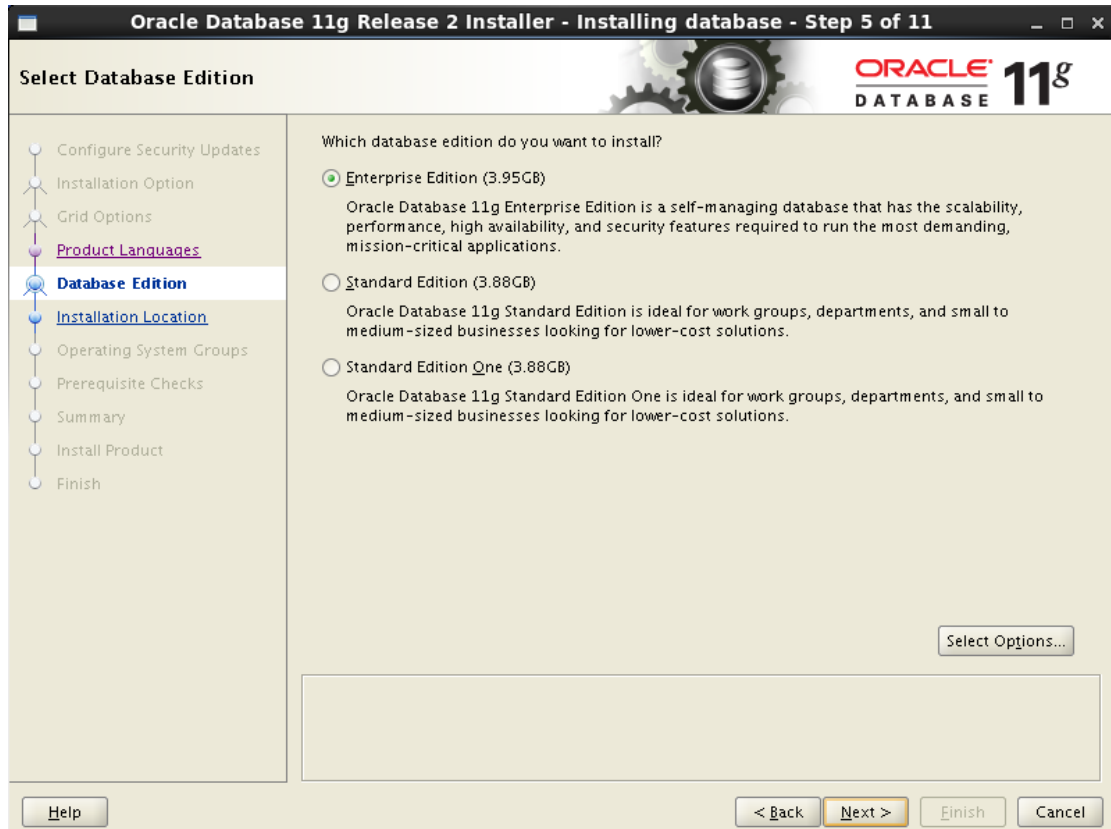 Oracle Database 11g Release 2 Installer - Installing database - Step 5 of 11
Select Database Edition
ORACLE
DATABASE
11g
Configure Security Updates
Installation Option
Grid Options
Product Languages
Database Edition
Installation Location
Operating System Groups
Prerequisite Checks
Summary
Install Product
Finish
Which database edition do you want to install?
Enterprise Edition (3.95GB)
Oracle Database 11g Enterprise Edition is a self-managing database that has the scalability,
performance, high availability, and security features required to run the most demanding,
mission-critical applications.
Standard Edition (3.88GB)
Oracle Database 11g Standard Edition is ideal for work groups, departments, and small to
medium-sized businesses looking for lower-cost solutions.
Standard Edition One (3.88GB)
Oracle Database 11g Standard Edition One is ideal for work groups, departments, and small to
medium-sized businesses looking for lower-cost solutions.
Select Options...
Help
< Back
Next >
Finish
Cancel